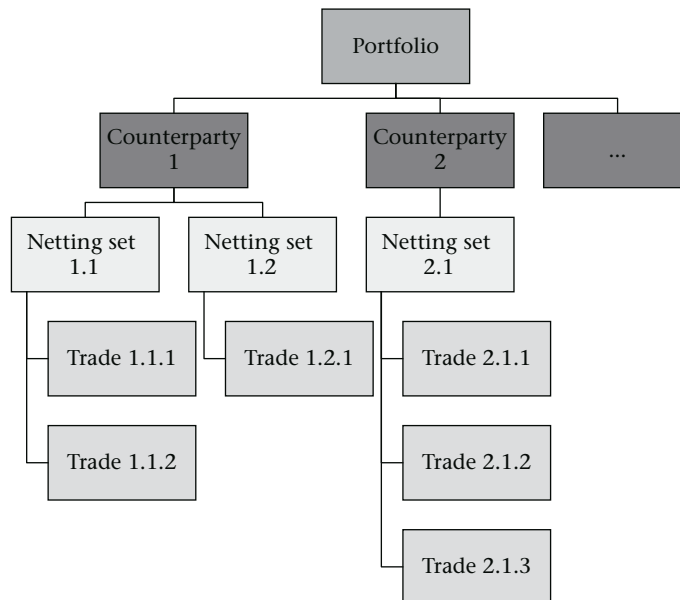 Portfolio
Counterparty
1
Counterparty
2
...
Netting set
1.1
Netting set
1.2
Netting set
2.1
Trade 1.1.1
Trade 1.2.1
Trade 2.1.1
Trade 1.1.2
Trade 2.1.2
Trade 2.1.3